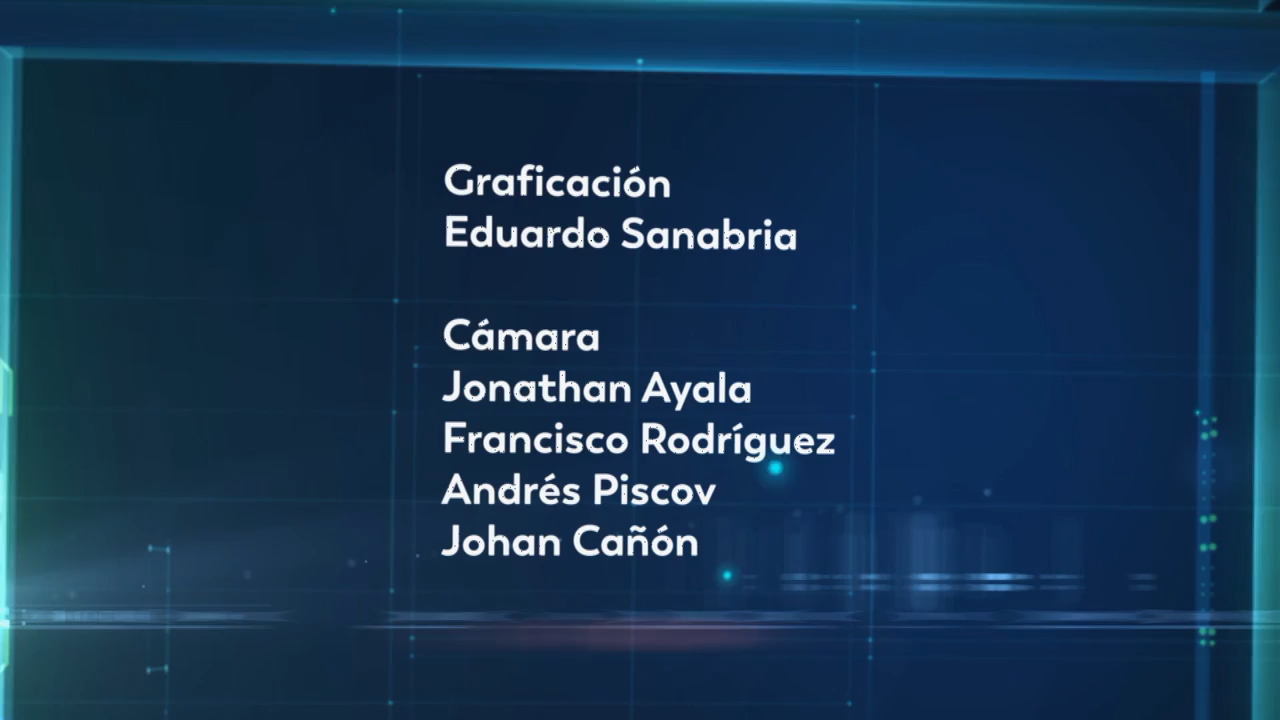 Graficación
Eduardo Sanabria
Cámara
Jonathan Ayala
Francisco Rodríguez
Andrés Piscov
Johan Cañón